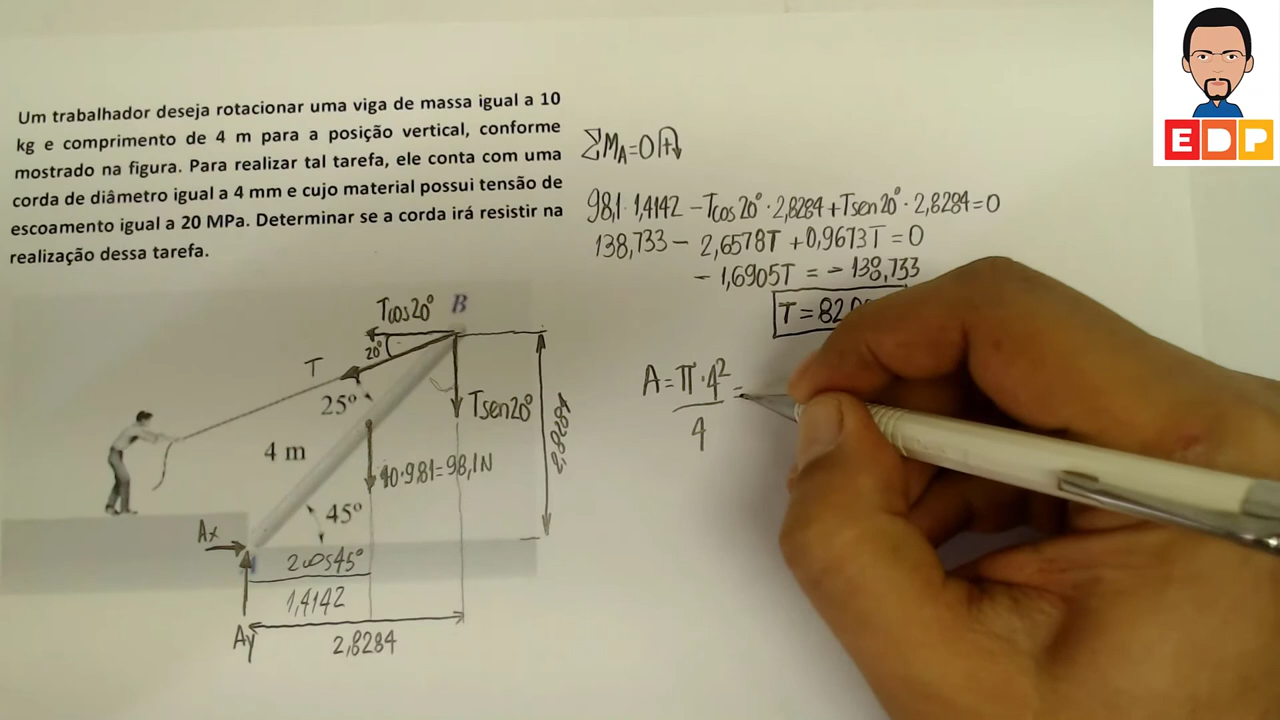 Um trabalhador deseja rotacionar uma viga de massa igual a 10
kg e comprimento de 4 m para a posição vertical, conforme
mostrado na figura. Para realizar tal tarefa, ele conta com uma
corda de diâmetro igual a 4 mm e cujo material possui tensão de
escoamento igual a 20 MPa. Determinar se a corda irá resistir na
realização dessa tarefa.
EDP
ΣMA=0 +
98,1·1,4142 - Tcos20°·2,8284 + Tsen20°·2,8284=0
138,733 - 2,6578T + 0,9673T = 0
- 1,6905T = - 138,733
T = 82,0
A = π·4² =
4
Tcos20° B
20°
T
25°
Tsen20°
4 m
2,8284
10·9,81=98,1N
45°
Ax
2cos45°
1,4142
Ay
2,8284